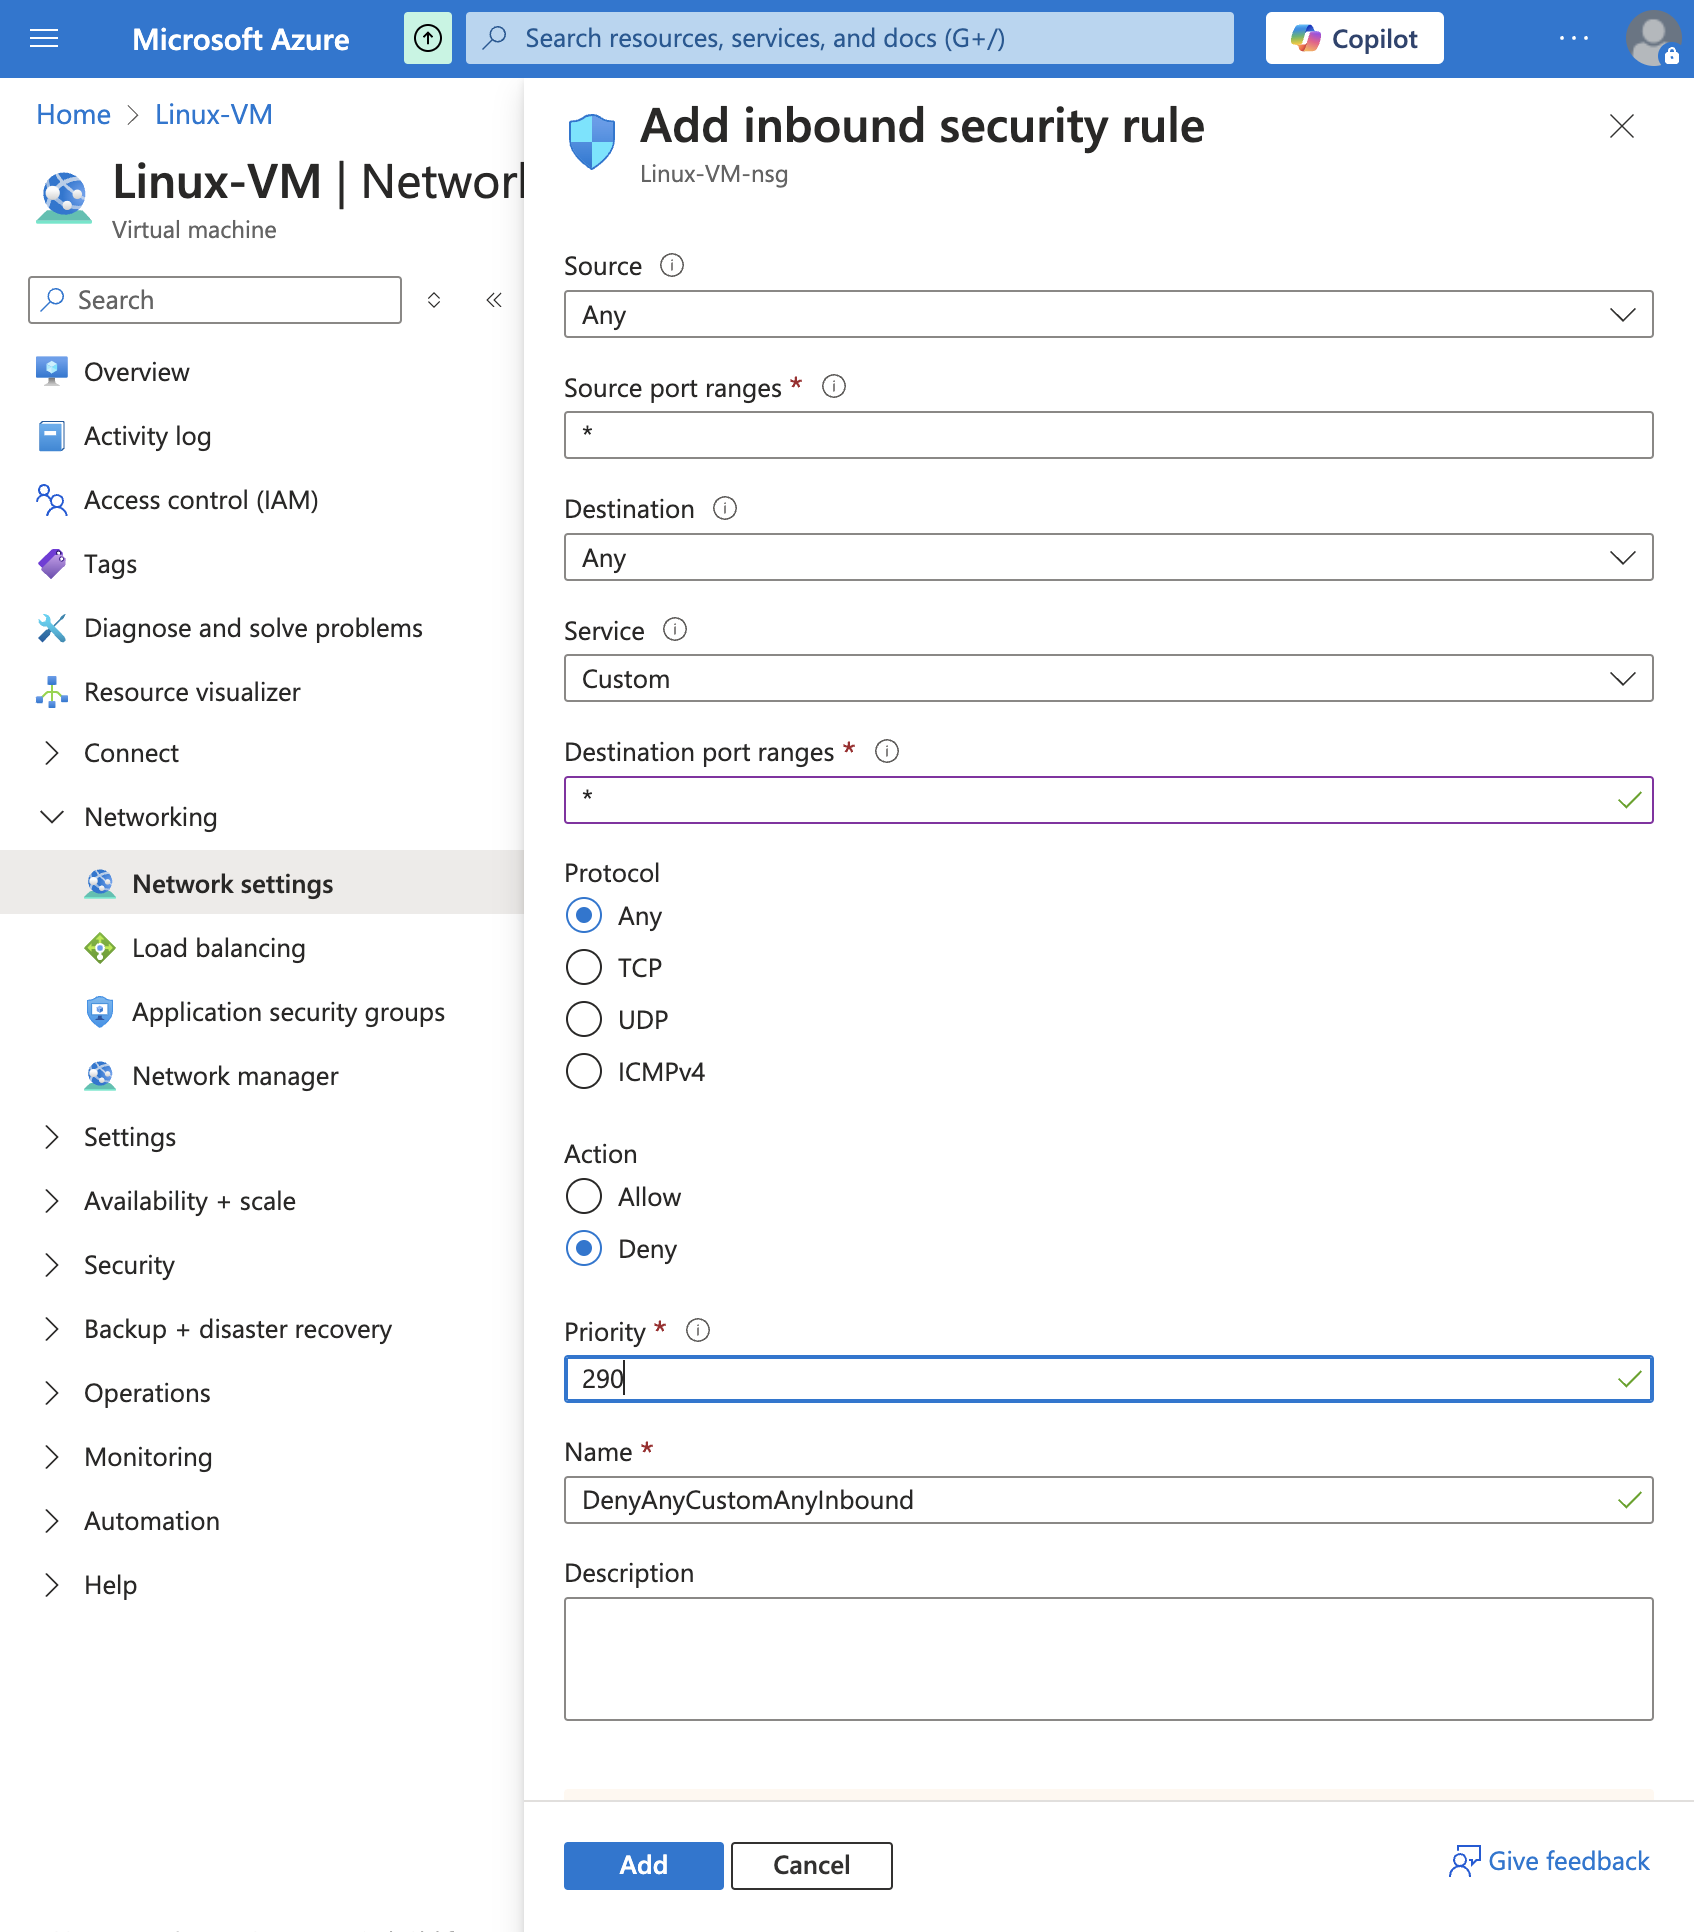 Microsoft Azure
Search resources, services, and docs (G+/)
Copilot
Home > Linux-VM
Linux-VM | Network
Virtual machine
Search
Overview
Activity log
Access control (IAM)
Tags
Diagnose and solve problems
Resource visualizer
Connect
Networking
Network settings
Load balancing
Application security groups
Network manager
Settings
Availability + scale
Security
Backup + disaster recovery
Operations
Monitoring
Automation
Help
Add inbound security rule
Linux-VM-nsg
Source
Any
Source port ranges *
*
Destination
Any
Service
Custom
Destination port ranges *
*
Protocol
Any
TCP
UDP
ICMPv4
Action
Allow
Deny
Priority *
290
Name *
DenyAnyCustomAnyInbound
Description
Add
Cancel
Give feedback